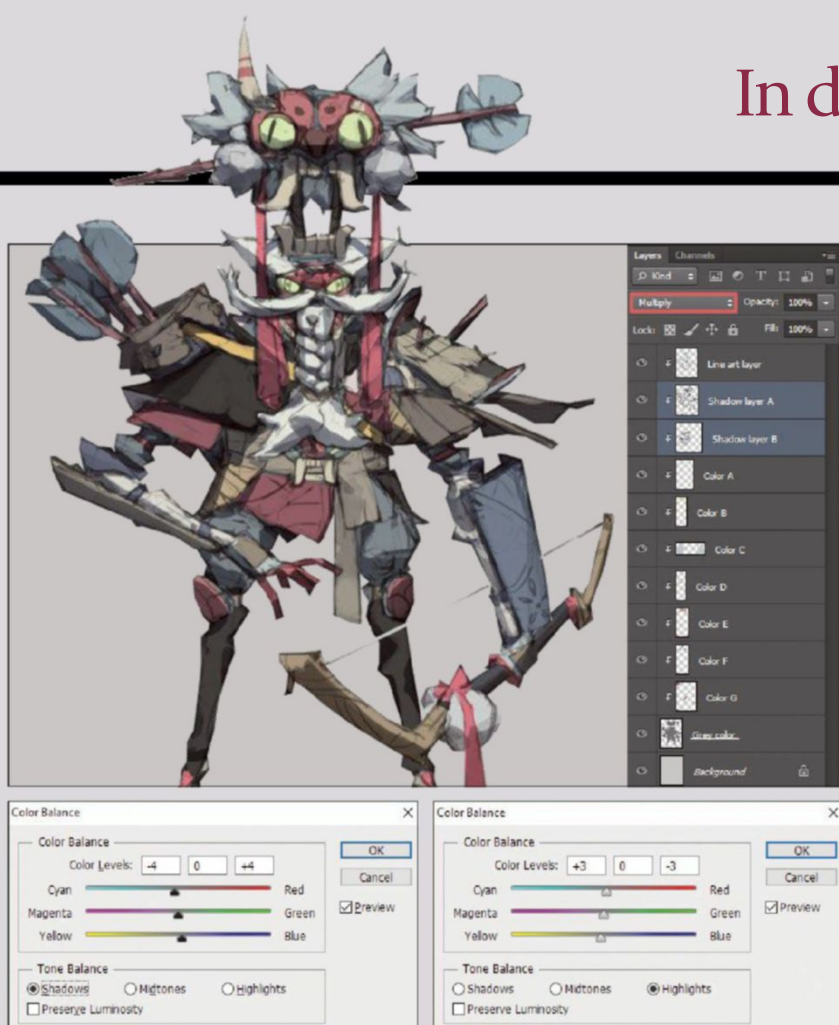 In d
Layers Channels
Kind T
Multiply Opacity: 100%
Lock: Fill: 100%
Line art layer
Shadow layer A
Shadow layer B
Color A
Color B
Color C
Color D
Color E
Color F
Color G
Grey color
Background
Color Balance
Color Balance
Color Levels: -4 0 +4
Cyan Red
Magenta Green
Yellow Blue
Tone Balance
Shadows Midtones Highlights
Preserve Luminosity
OK
Cancel
Preview
Color Balance
Color Balance
Color Levels: +3 0 -3
Cyan Red
Magenta Green
Yellow Blue
Tone Balance
Shadows Midtones Highlights
Preserve Luminosity
OK
Cancel
Preview